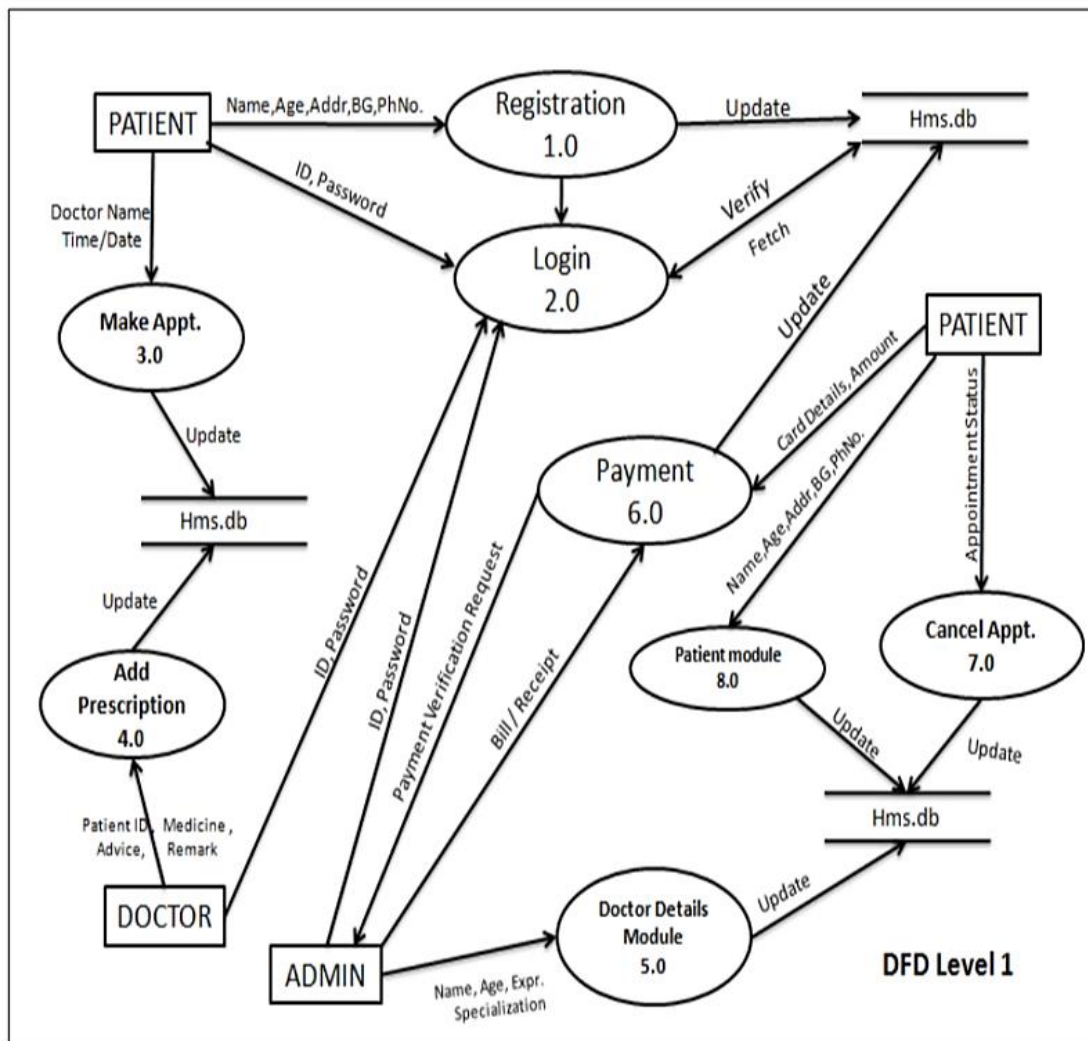 PATIENT
Name,Age,Addr,BG,PhNo.
Registration
1.0
Update
Hms.db
ID, Password
Verify
Fetch
Doctor Name
Time/Date
Login
2.0
Make Appt.
3.0
Update
PATIENT
Card Details, Amount
Appointment Status
Update
Hms.db
Payment
6.0
Name,Age,Addr,BG,PhNo.
Update
ID, Password
ID, Password
Payment Verification Request
Bill / Receipt
Add
Prescription
4.0
Patient module
8.0
Cancel Appt.
7.0
Update
Update
Hms.db
Patient ID, Medicine ,
Advice, Remark
DOCTOR
Doctor Details
Module
5.0
Update
ADMIN
Name, Age, Expr.
Specialization
DFD Level 1